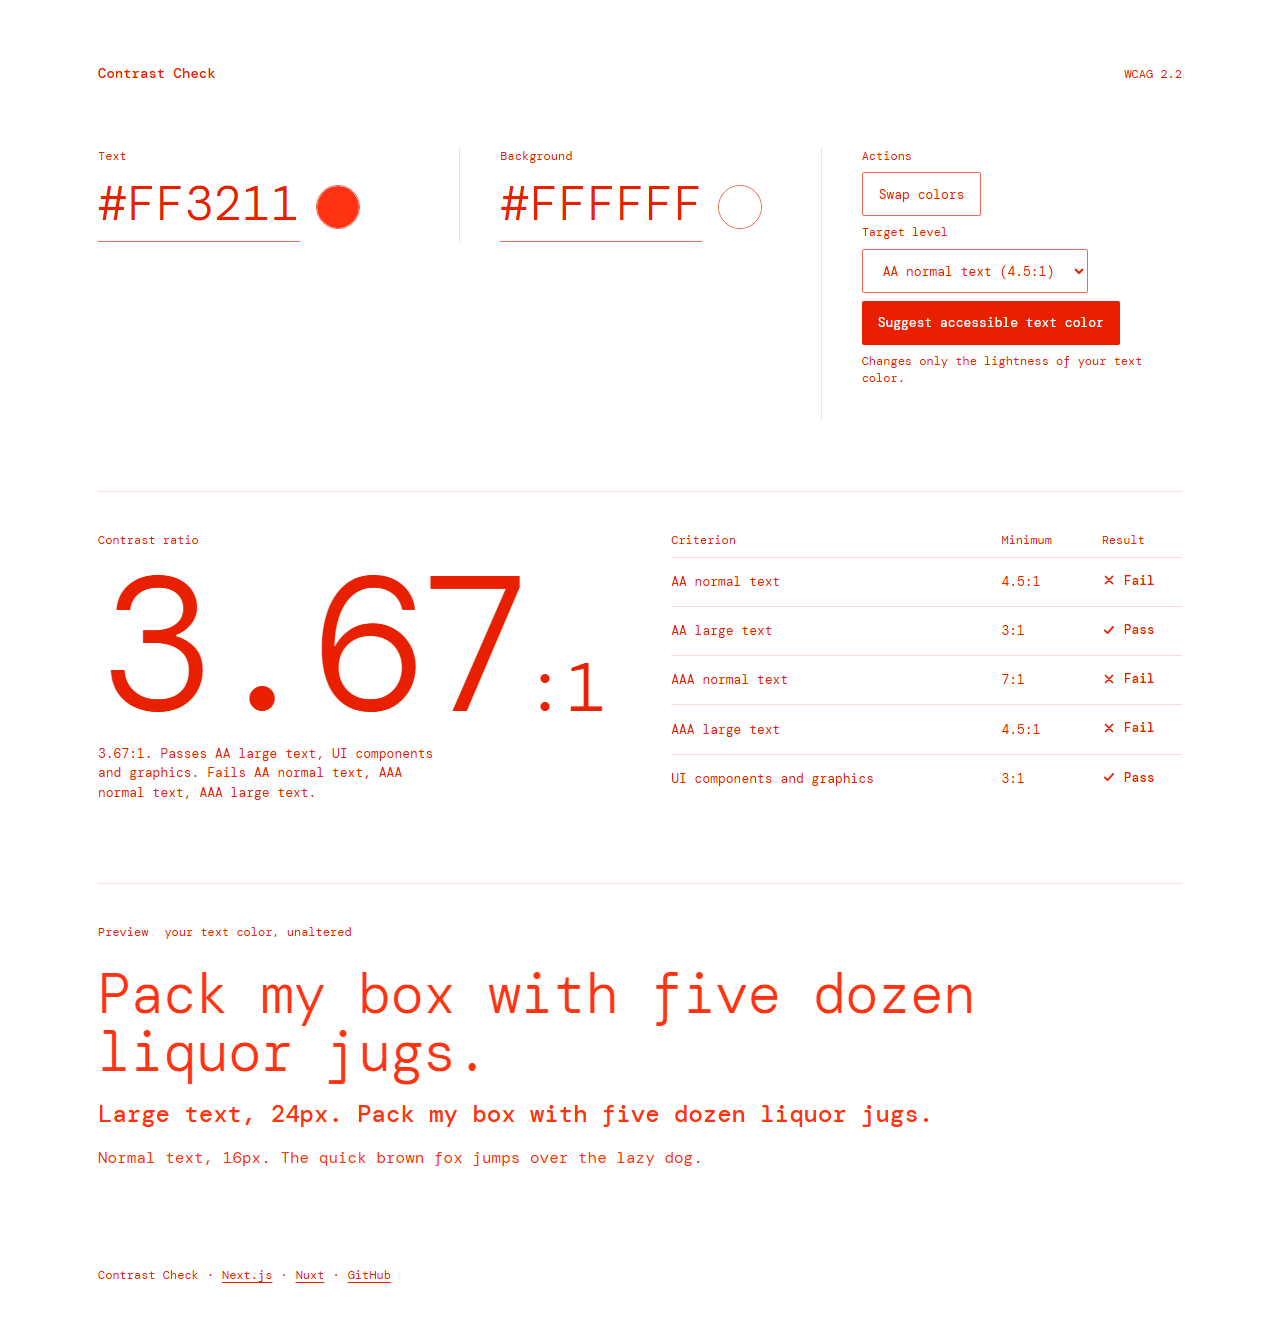 Contrast Check
WCAG 2.2
Text
#FF3211
Background
#FFFFFF
Actions
Swap colors
Target level
AA normal text (4.5:1)
Suggest accessible text color
Changes only the lightness of your text
color.
Contrast ratio
3.67:1
3.67:1. Passes AA large text, UI components
and graphics. Fails AA normal text, AAA
normal text, AAA large text.
Criterion Minimum Result
AA normal text 4.5:1 Fail
AA large text 3:1 Pass
AAA normal text 7:1 Fail
AAA large text 4.5:1 Fail
UI components and graphics 3:1 Pass
Preview your text color, unaltered
Pack my box with five dozen
liquor jugs.
Large text, 24px. Pack my box with five dozen liquor jugs.
Normal text, 16px. The quick brown fox jumps over the lazy dog.
Contrast Check · Next.js · Nuxt · GitHub